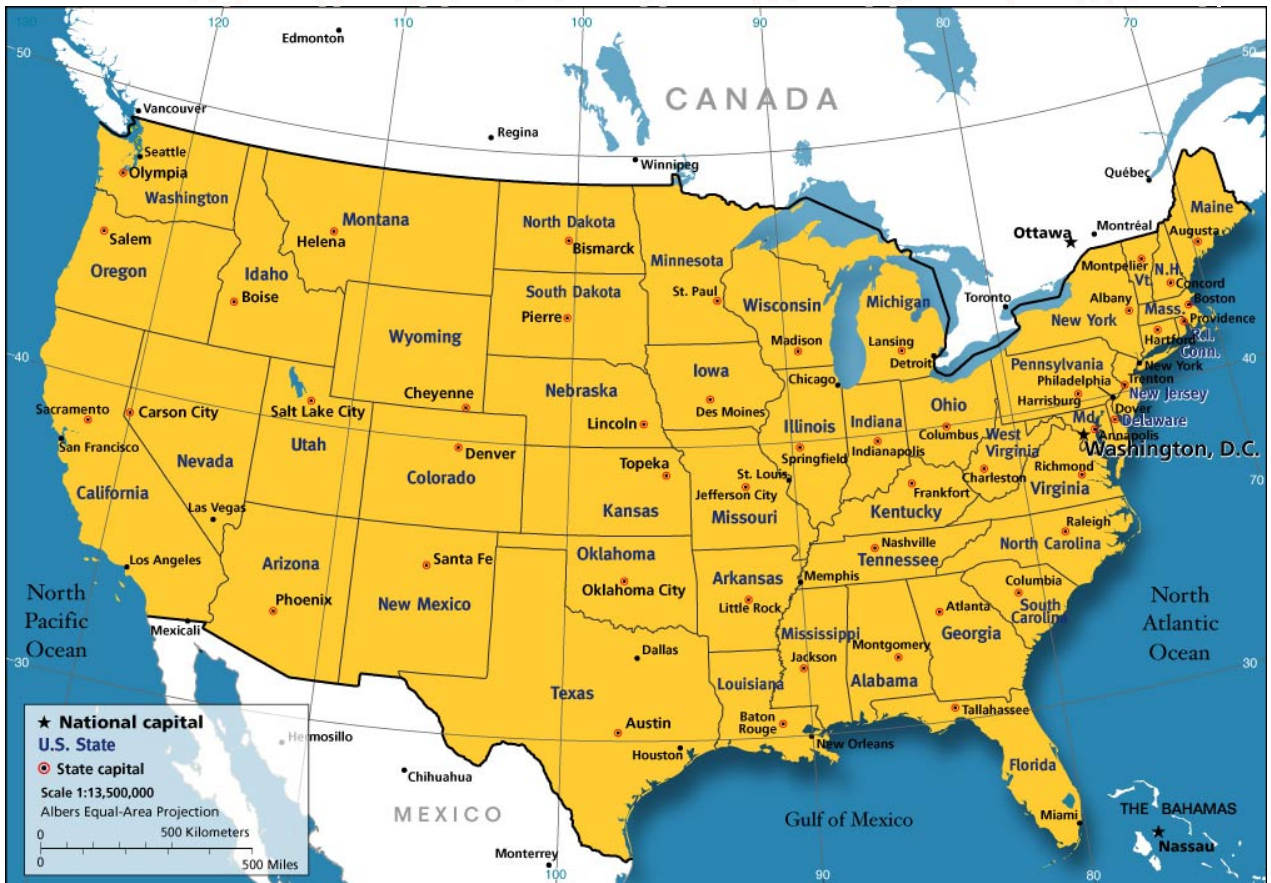 130
120
110
100
90
80
70
50
50
Edmonton
CANADA
Vancouver
Regina
Winnipeg
Québec
Seattle
Olympia
Washington
Montana
Helena
North Dakota
Bismarck
Minnesota
Maine
Augusta
Ottawa
Montréal
Salem
Oregon
Idaho
Boise
South Dakota
Pierre
St. Paul
Wisconsin
Madison
Michigan
Lansing
Detroit
Toronto
Montpelier
Vt.
N.H.
Concord
Albany
New York
Boston
Mass.
Providence
Hartford
R.I.
Conn.
40
40
Wyoming
Cheyenne
Nebraska
Lincoln
Iowa
Des Moines
Chicago
Pennsylvania
Philadelphia
Harrisburg
New York
Trenton
New Jersey
Sacramento
San Francisco
Carson City
Nevada
California
Salt Lake City
Utah
Denver
Colorado
Topeka
Kansas
St. Louis
Jefferson City
Missouri
Illinois
Springfield
Indiana
Indianapolis
Ohio
Columbus
West
Virginia
Charleston
Md.
Dover
Delaware
Annapolis
Washington, D.C.
Richmond
Virginia
70
Frankfort
Kentucky
Las Vegas
Los Angeles
Arizona
Phoenix
Santa Fe
New Mexico
Oklahoma
Oklahoma City
Arkansas
Little Rock
Nashville
Tennessee
Memphis
Raleigh
North Carolina
Columbia
South
Carolina
North
Pacific
Ocean
North
Atlantic
Ocean
Mexicali
30
30
Dallas
Texas
Austin
Houston
Louisiana
Baton
Rouge
New Orleans
Mississippi
Jackson
Montgomery
Alabama
Atlanta
Georgia
Tallahassee
Florida
Miami
Hermosillo
Chihuahua
MEXICO
Monterrey
Gulf of Mexico
THE BAHAMAS
Nassau
National capital
U.S. State
State capital
Scale 1:13,500,000
Albers Equal-Area Projection
0
500 Kilometers
0
500 Miles
100
90
80